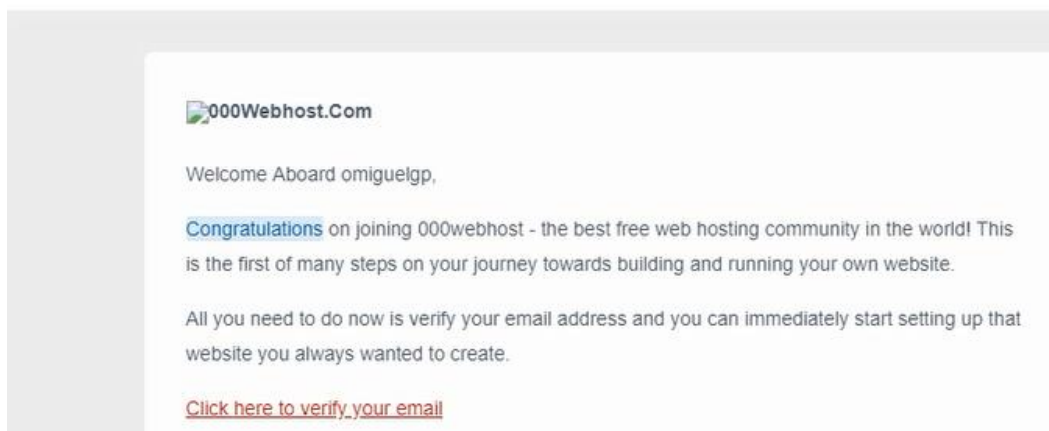 000Webhost.Com
Welcome Aboard omiguelgp,
Congratulations on joining 000webhost - the best free web hosting community in the world! This
is the first of many steps on your journey towards building and running your own website.
All you need to do now is verify your email address and you can immediately start setting up that
website you always wanted to create.
Click here to verify your email